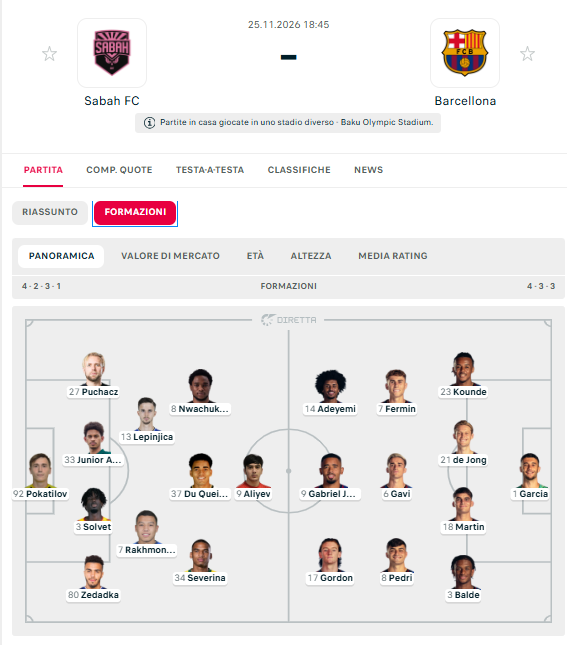 25.11.2026 18:45
SABAH
FCB
-
Sabah FC
Barcellona
Partite in casa giocate in uno stadio diverso · Baku Olympic Stadium.
PARTITA COMP. QUOTE TESTA-A-TESTA CLASSIFICHE NEWS
RIASSUNTO FORMAZIONI
PANORAMICA VALORE DI MERCATO ETÀ ALTEZZA MEDIA RATING
4 - 2 - 3 - 1 FORMAZIONI 4 - 3 - 3
DIRETTA
27 Puchacz
8 Nwachuk...
14 Adeyemi
7 Fermin
23 Kounde
13 Lepinjica
33 Junior A...
21 de Jong
92 Pokatilov
37 Du Quei...
9 Aliyev
9 Gabriel J...
6 Gavi
1 Garcia
3 Solvet
18 Martin
7 Rakhmon...
34 Severina
17 Gordon
8 Pedri
80 Zedadka
3 Balde